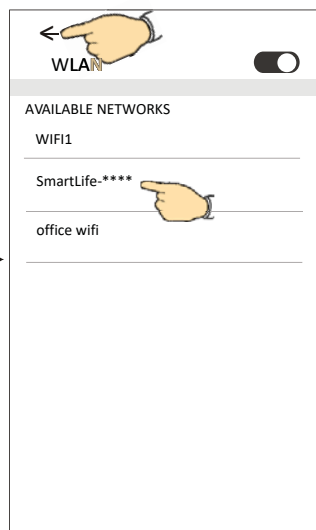 WLAN
AVAILABLE NETWORKS
WIFI1
SmartLife-****
office wifi